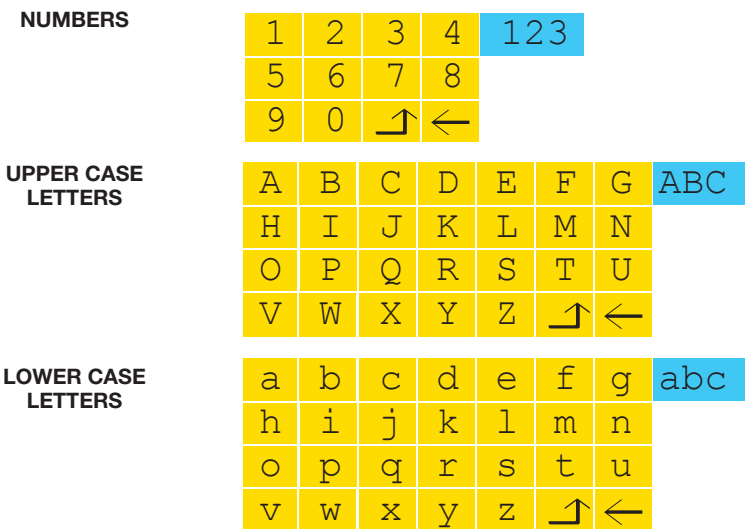 NUMBERS
1 2 3 4 123
5 6 7 8
9 0
UPPER CASE
LETTERS
A B C D E F G ABC
H I J K L M N
O P Q R S T U
V W X Y Z
LOWER CASE
LETTERS
a b c d e f g abc
h i j k l m n
o p q r s t u
v w x y z